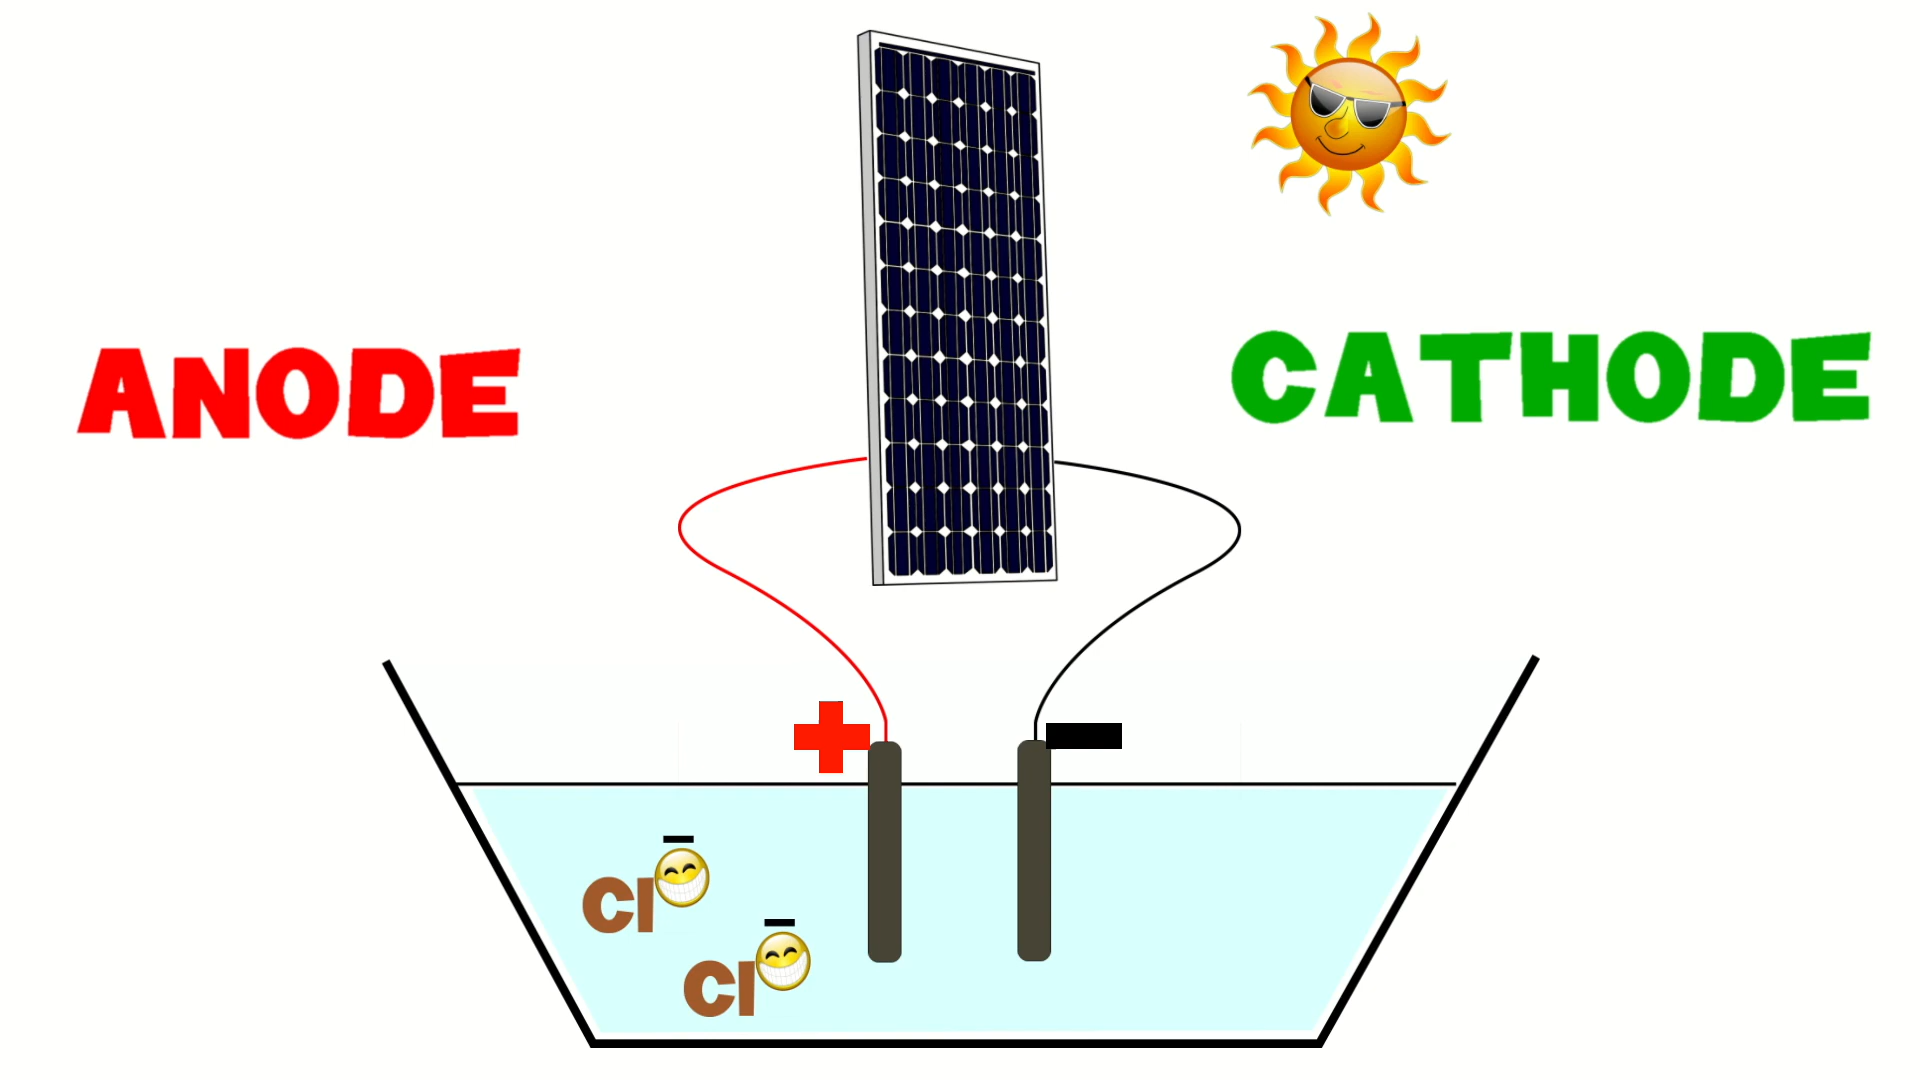 ANODE
CATHODE
+
−
Cl−
Cl−